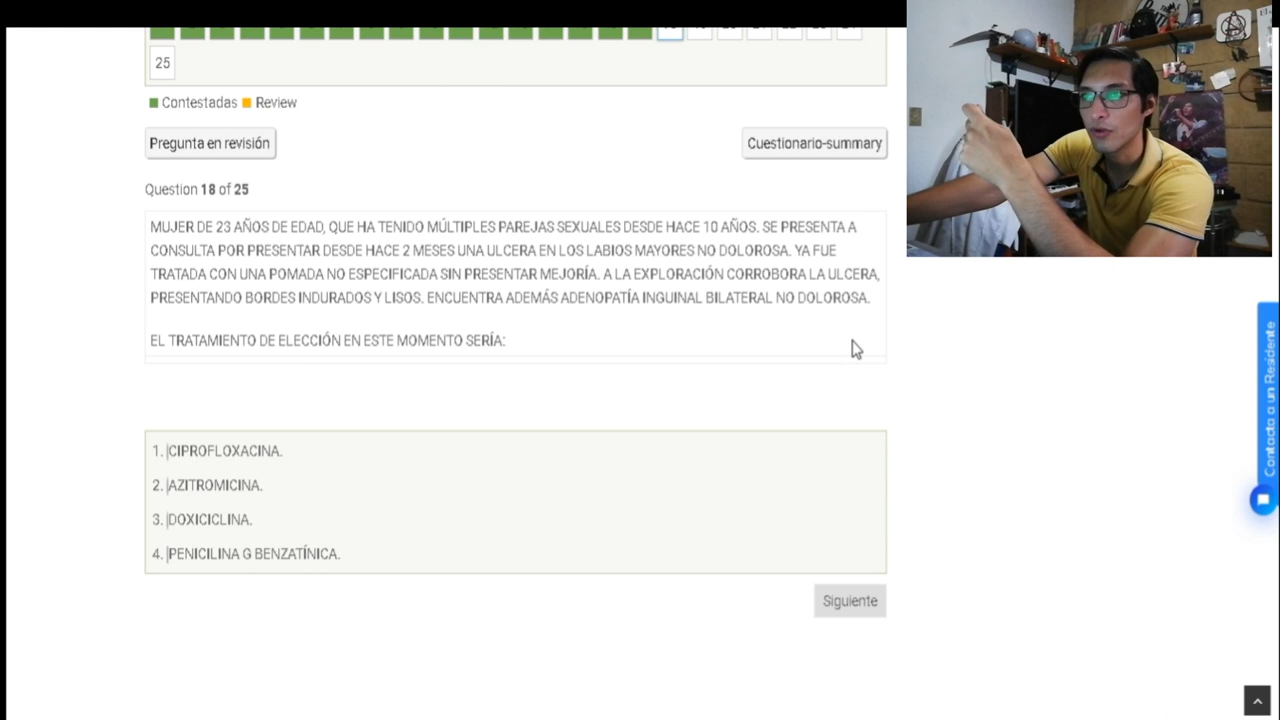 25
Contestadas Review
Pregunta en revisión
Cuestionario-summary
Question 18 of 25
MUJER DE 23 AÑOS DE EDAD, QUE HA TENIDO MÚLTIPLES PAREJAS SEXUALES DESDE HACE 10 AÑOS. SE PRESENTA A
CONSULTA POR PRESENTAR DESDE HACE 2 MESES UNA ULCERA EN LOS LABIOS MAYORES NO DOLOROSA. YA FUE
TRATADA CON UNA POMADA NO ESPECIFICADA SIN PRESENTAR MEJORÍA. A LA EXPLORACIÓN CORROBORA LA ULCERA,
PRESENTANDO BORDES INDURADOS Y LISOS. ENCUENTRA ADEMÁS ADENOPATÍA INGUINAL BILATERAL NO DOLOROSA.
EL TRATAMIENTO DE ELECCIÓN EN ESTE MOMENTO SERÍA:
1. CIPROFLOXACINA.
2. AZITROMICINA.
3. DOXICICLINA.
4. PENICILINA G BENZATÍNICA.
Siguiente
Contacta a un Residente